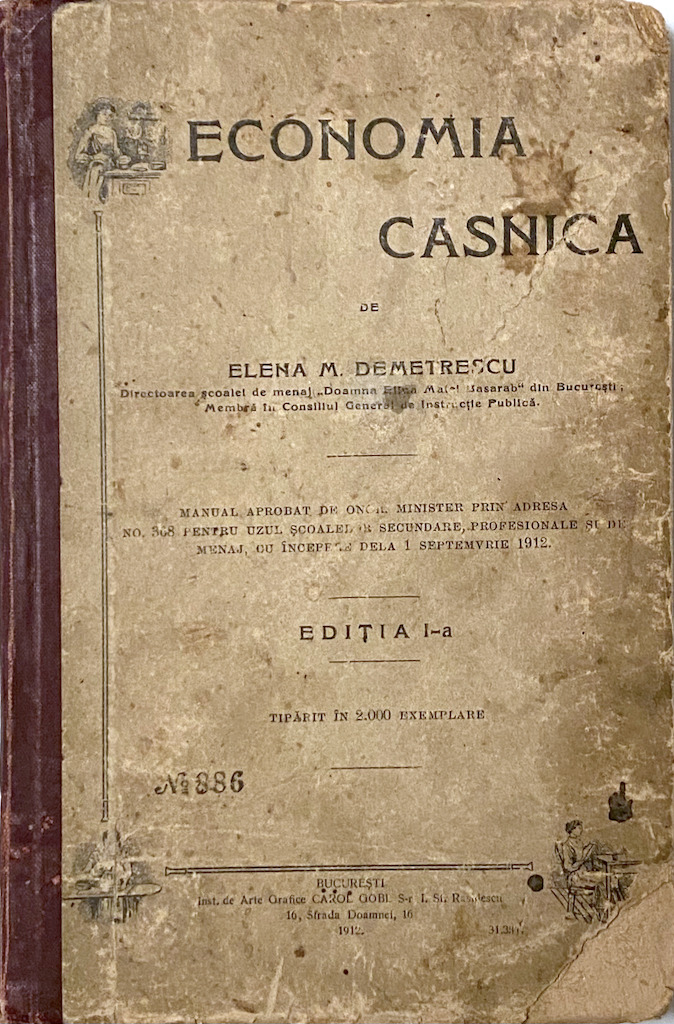 ECONOMIA
CASNICA
DE
ELENA M. DEMETRESCU
Directoarea școalei de menaj „Doamna Elina Matei Basarab“ din București;
Membră în Consiliul General de Instrucție Publică.
MANUAL APROBAT DE ONOR. MINISTER PRIN ADRESA
NO. 368 PENTRU UZUL ȘCOALELOR SECUNDARE, PROFESIONALE ȘI DE
MENAJ, CU ÎNCEPERE DELA 1 SEPTEMVRIE 1912.
EDIȚIA I-a
TIPĂRIT ÎN 2.000 EXEMPLARE
№ 886
BUCUREȘTI
Inst. de Arte Grafice CAROL GOBL S-r I. St. Rasidescu
16, Strada Doamnei, 16
1912.